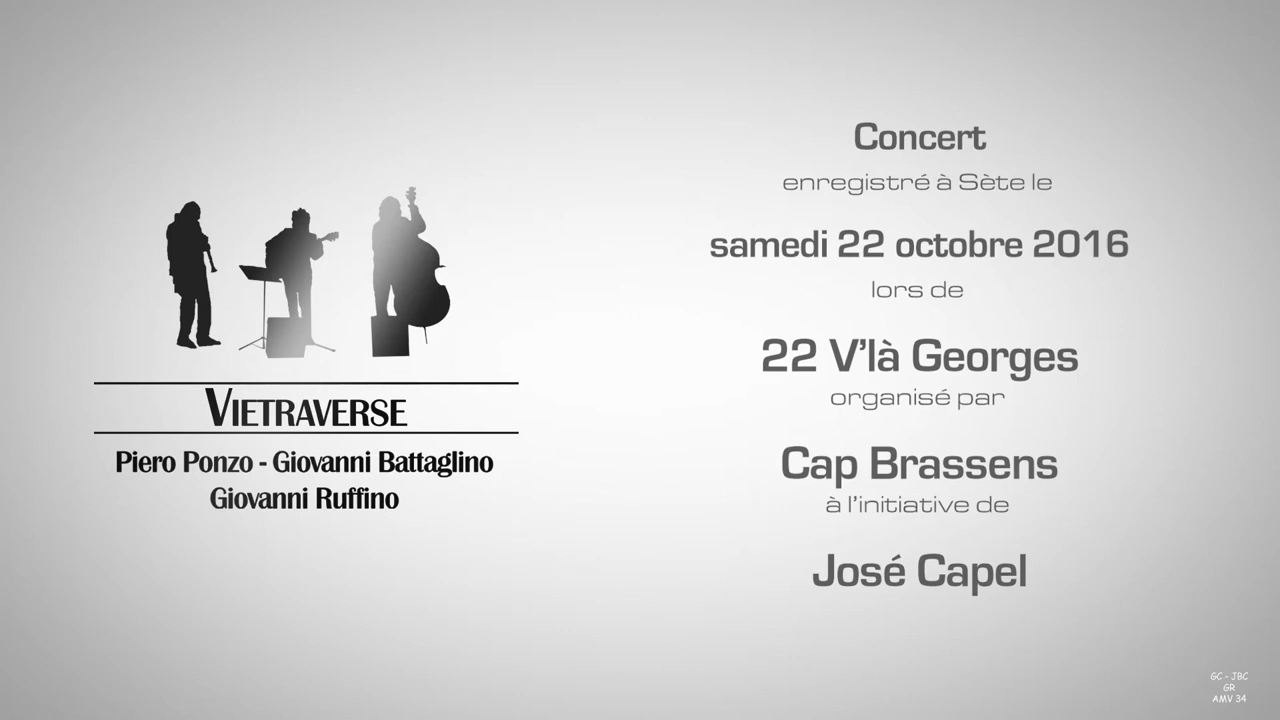 VIETRAVERSE
Piero Ponzo - Giovanni Battaglino
Giovanni Ruffino
Concert
enregistré à Sète le
samedi 22 octobre 2016
lors de
22 V'là Georges
organisé par
Cap Brassens
à l'initiative de
José Capel
GC - JBC
GR
AMV 34